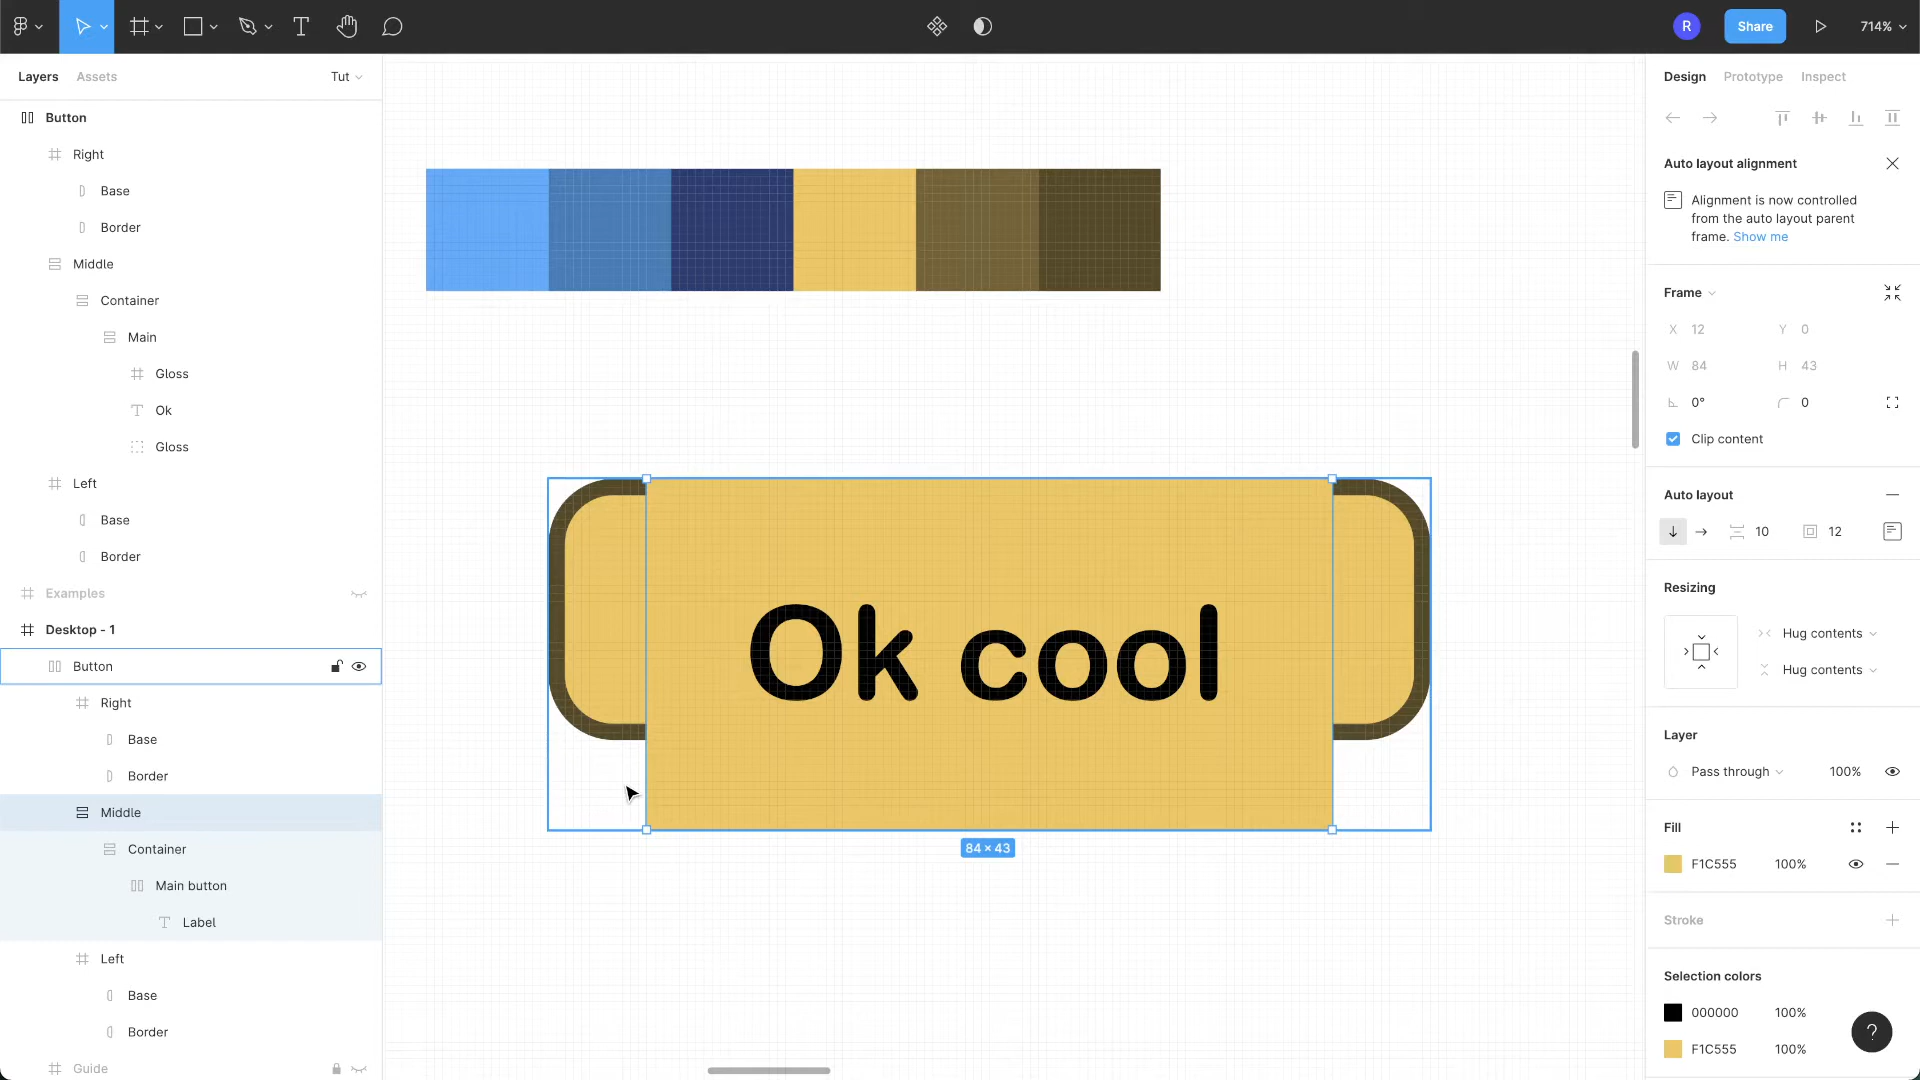 R
Share
714%
Layers
Assets
Tut
Button
Right
Base
Border
Middle
Container
Main
Gloss
Ok
Gloss
Left
Base
Border
Examples
Desktop - 1
Button
Right
Base
Border
Middle
Container
Main button
Label
Left
Base
Border
Guide
Ok cool
84 × 43
Design
Prototype
Inspect
Auto layout alignment
Alignment is now controlled
from the auto layout parent
frame. Show me
Frame
X 12
Y 0
W 84
H 43
0°
0
Clip content
Auto layout
10
12
Resizing
Hug contents
Hug contents
Layer
Pass through
100%
Fill
F1C555
100%
Stroke
Selection colors
000000
100%
F1C555
100%
?